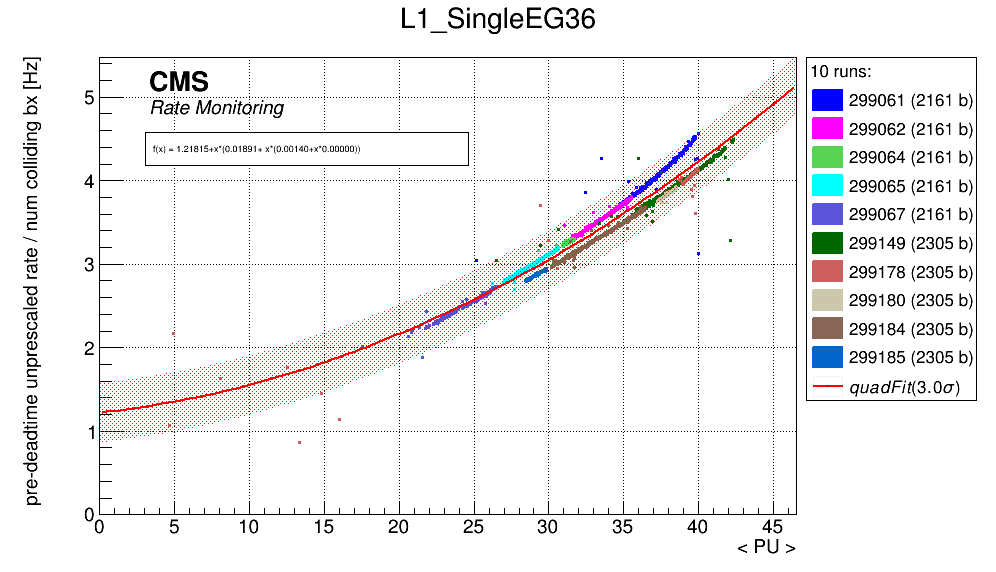 L1_SingleEG36
pre-deadtime unprescaled rate / num colliding bx [Hz]
CMS
Rate Monitoring
f(x) = 1.21815+x*(0.01891+ x*(0.00140+x*0.00000))
5
4
3
2
1
0
0 5 10 15 20 25 30 35 40 45
< PU >
10 runs:
299061 (2161 b)
299062 (2161 b)
299064 (2161 b)
299065 (2161 b)
299067 (2161 b)
299149 (2305 b)
299178 (2305 b)
299180 (2305 b)
299184 (2305 b)
299185 (2305 b)
quadFit(3.0σ)